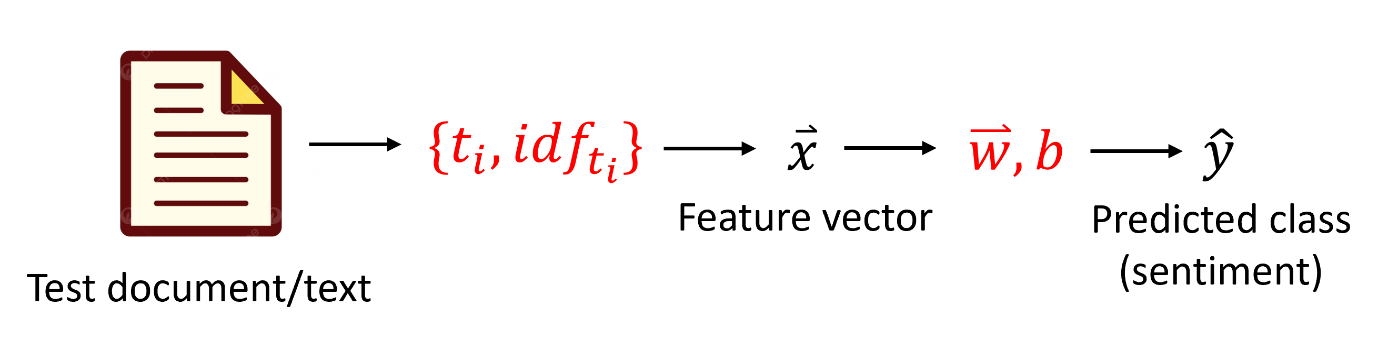 {t_i, idf_{t_i}}
x⃗
w⃗, b
ŷ
Feature vector
Predicted class
(sentiment)
Test document/text